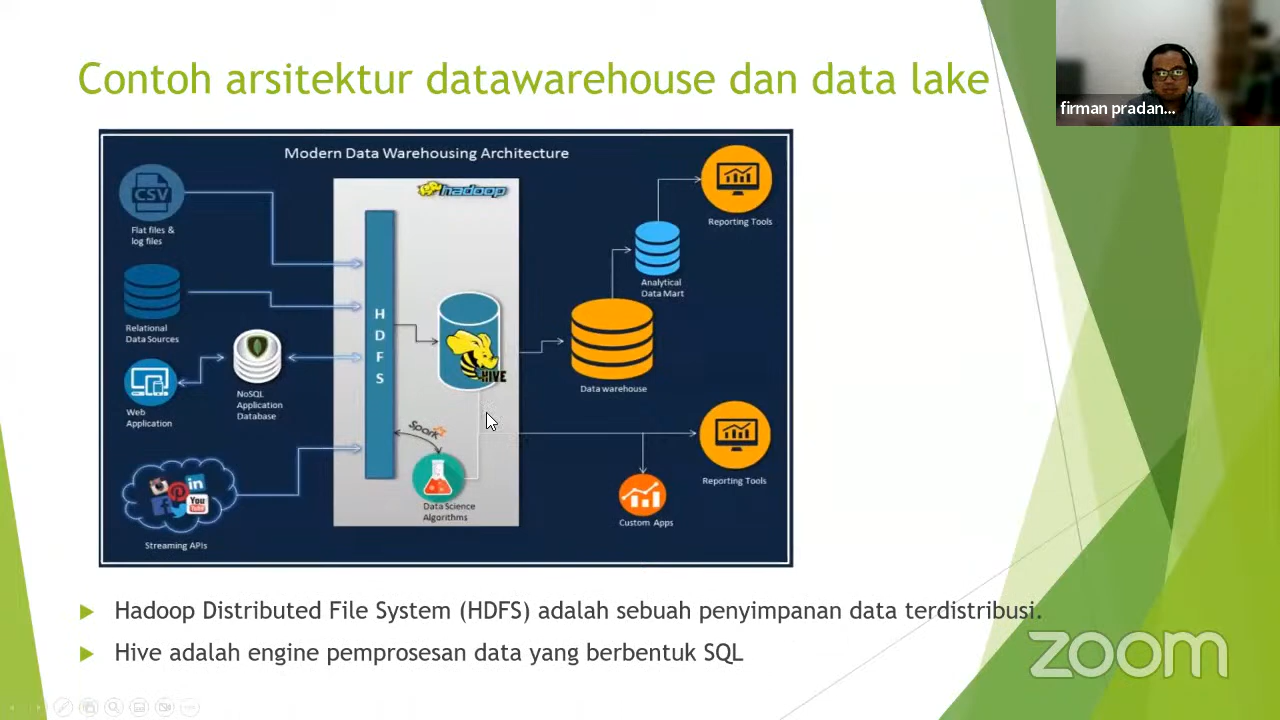 Contoh arsitektur datawarehouse dan data lake
firman pradan...
Modern Data Warehousing Architecture
CSV
Flat files &
log files
Relational
Data Sources
Web
Application
NoSQL
Application
Database
in
You
Streaming APIs
hadoop
H
D
F
S
HIVE
Spark
Data Science
Algorithms
Data warehouse
Analytical
Data Mart
Reporting Tools
Custom Apps
Reporting Tools
Hadoop Distributed File System (HDFS) adalah sebuah penyimpanan data terdistribusi.
Hive adalah engine pemprosesan data yang berbentuk SQL
zoom